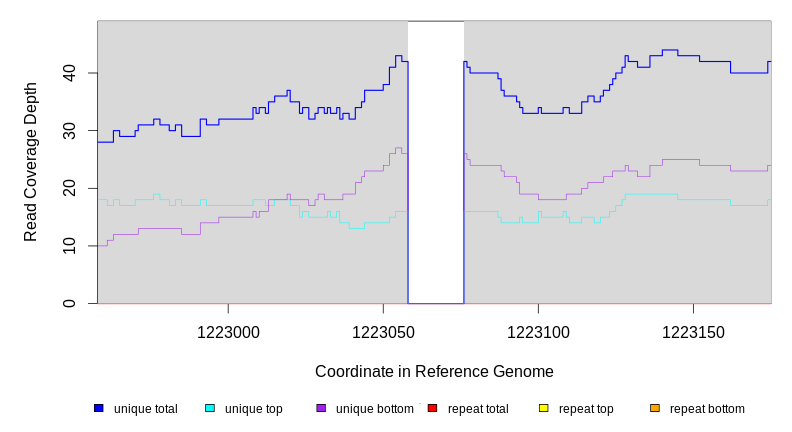 Read Coverage Depth
40
30
20
10
0
1223000 1223050 1223100 1223150
Coordinate in Reference Genome
unique total unique top unique bottom repeat total repeat top repeat bottom